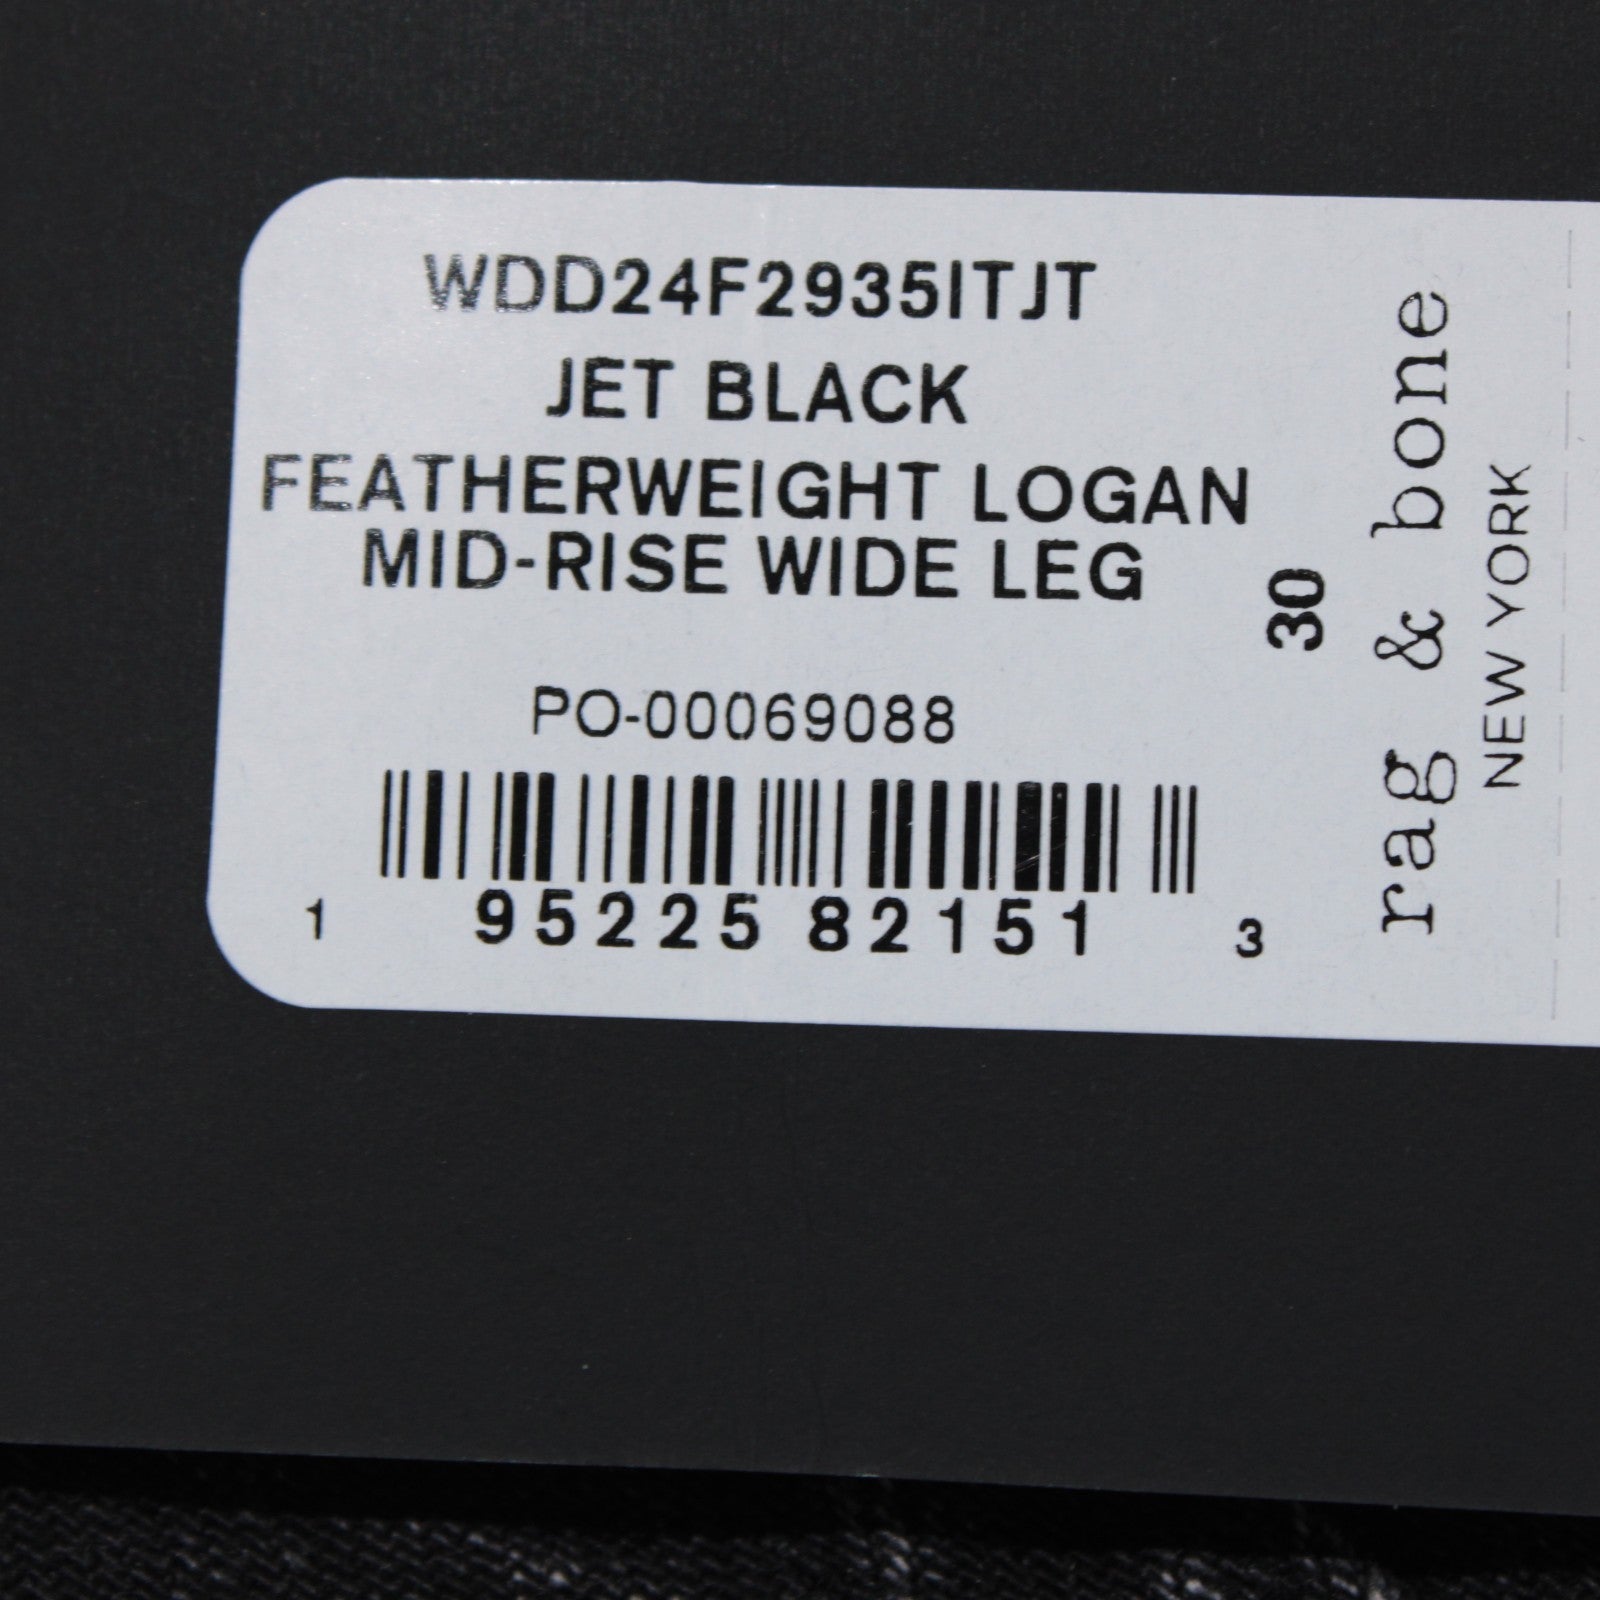 WDD24F2935ITJT
JET BLACK
FEATHERWEIGHT LOGAN
MID-RISE WIDE LEG
PO-00069088
1 95225 82151 3
30
rag & bone
NEW YORK